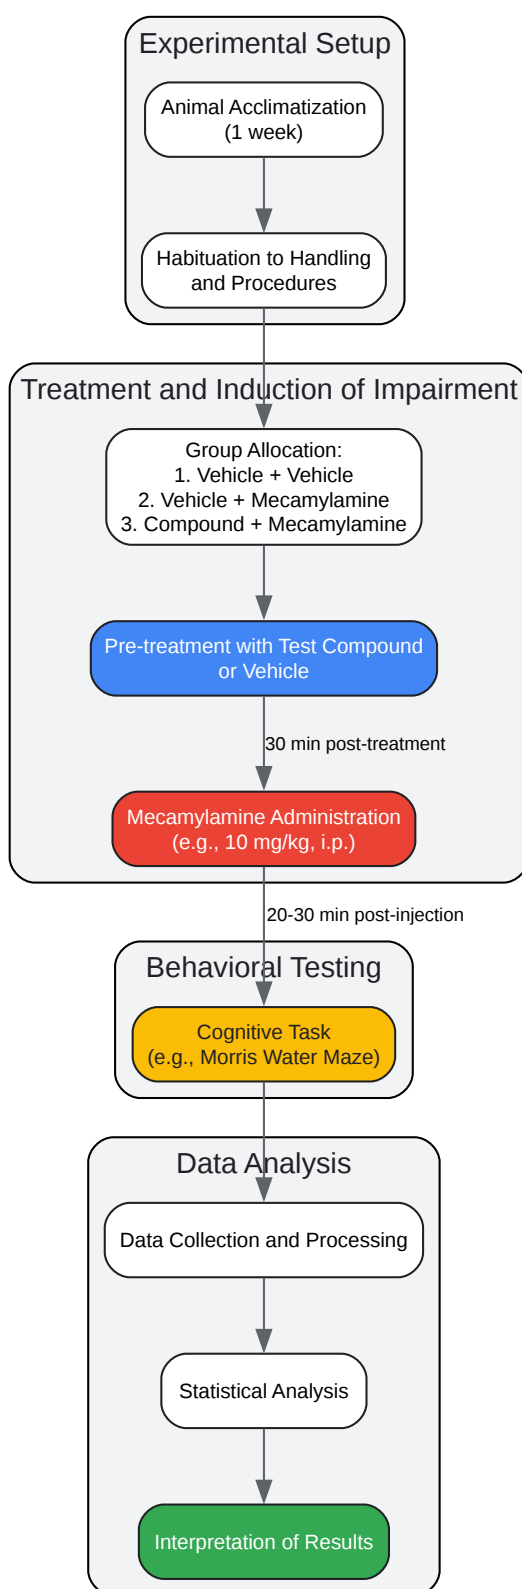 Experimental Setup
Animal Acclimatization
(1 week)
Habituation to Handling
and Procedures
Treatment and Induction of Impairment
Group Allocation:
1. Vehicle + Vehicle
2. Vehicle + Mecamylamine
3. Compound + Mecamylamine
Pre-treatment with Test Compound
or Vehicle
30 min post-treatment
Mecamylamine Administration
(e.g., 10 mg/kg, i.p.)
20-30 min post-injection
Behavioral Testing
Cognitive Task
(e.g., Morris Water Maze)
Data Analysis
Data Collection and Processing
Statistical Analysis
Interpretation of Results